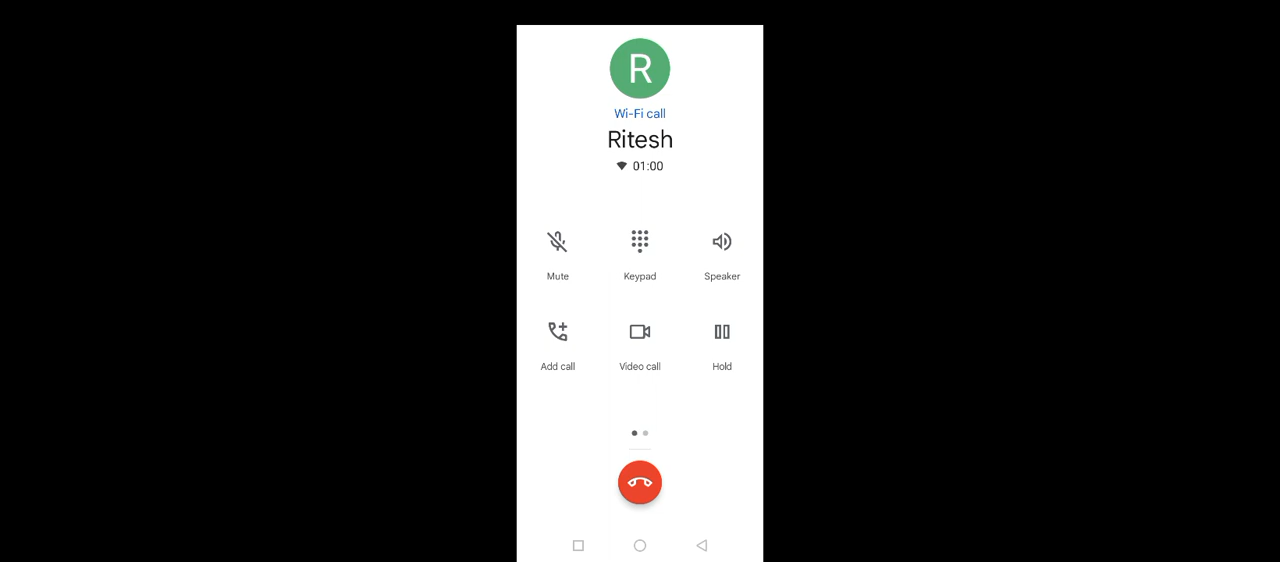 R
Wi-Fi call
Ritesh
01:00
Mute Keypad Speaker
Add call Video call Hold